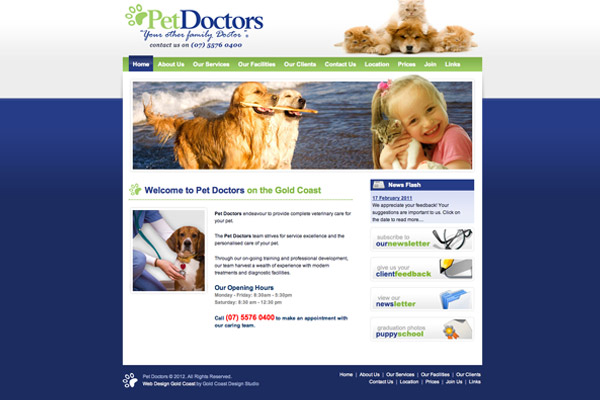 PetDoctors
"Your other family Doctor".
contact us on (07) 5576 0400
Home About Us Our Services Our Facilities Our Clients Contact Us Location Prices Join Links
Welcome to Pet Doctors on the Gold Coast
Pet Doctors endeavour to provide complete veterinary care for
your pet.
The Pet Doctors team strives for service excellence and the
personalised care of your pet.
Through our on-going training and professional development,
our team harvest a wealth of experience with modern
treatments and diagnostic facilities.
Our Opening Hours
Monday - Friday: 8:30am - 5:30pm
Saturday: 8:30 am - 12:30pm
Call (07) 5576 0400 to make an appointment with
our caring team.
News Flash
17 February 2011
We appreciate your feedback! Your
suggestions are important to us. Click on
the date to read more...
subscribe to
ournewsletter
give us your
clientfeedback
view our
newsletter
graduation photos
puppyschool
Pet Doctors © 2012. All Rights Reserved.
Web Design Gold Coast by Gold Coast Design Studio
Home | About Us | Our Services | Our Facilities | Our Clients
Contact Us | Location | Prices | Join Us | Links